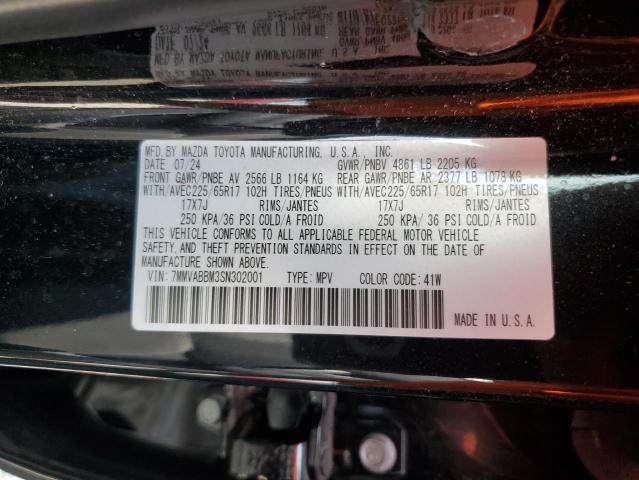 MFD. BY MAZDA TOYOTA MANUFACTURING, U.S.A., INC.
DATE 07/24 GVWR/PNBV 4861 LB 2205 KG
FRONT GAWR/PNBE AV 2566 LB 1164 KG REAR GAWR/PNBE AR 2377 LB 1078 KG
WITH/AVEC225/65R17 102H TIRES/PNEUS WITH/AVEC225/65R17 102H TIRES/PNEUS
17X7J RIMS/JANTES 17X7J RIMS/JANTES
250 KPA/36 PSI COLD/A FROID 250 KPA/ 36 PSI COLD/A FROID
THIS VEHICLE CONFORMS TO ALL APPLICABLE FEDERAL MOTOR VEHICLE
SAFETY, AND THEFT PREVENTION STANDARDS IN EFFECT ON THE DATE OF
MANUFACTURE SHOWN ABOVE.
VIN: 7MMVABBM3SN302001 TYPE: MPV COLOR CODE: 41W
MADE IN U.S.A.